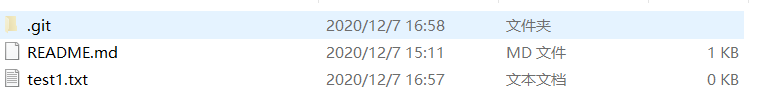 .git 2020/12/7 16:58 文件夹
README.md 2020/12/7 15:11 MD 文件 1 KB
test1.txt 2020/12/7 16:57 文本文档 0 KB